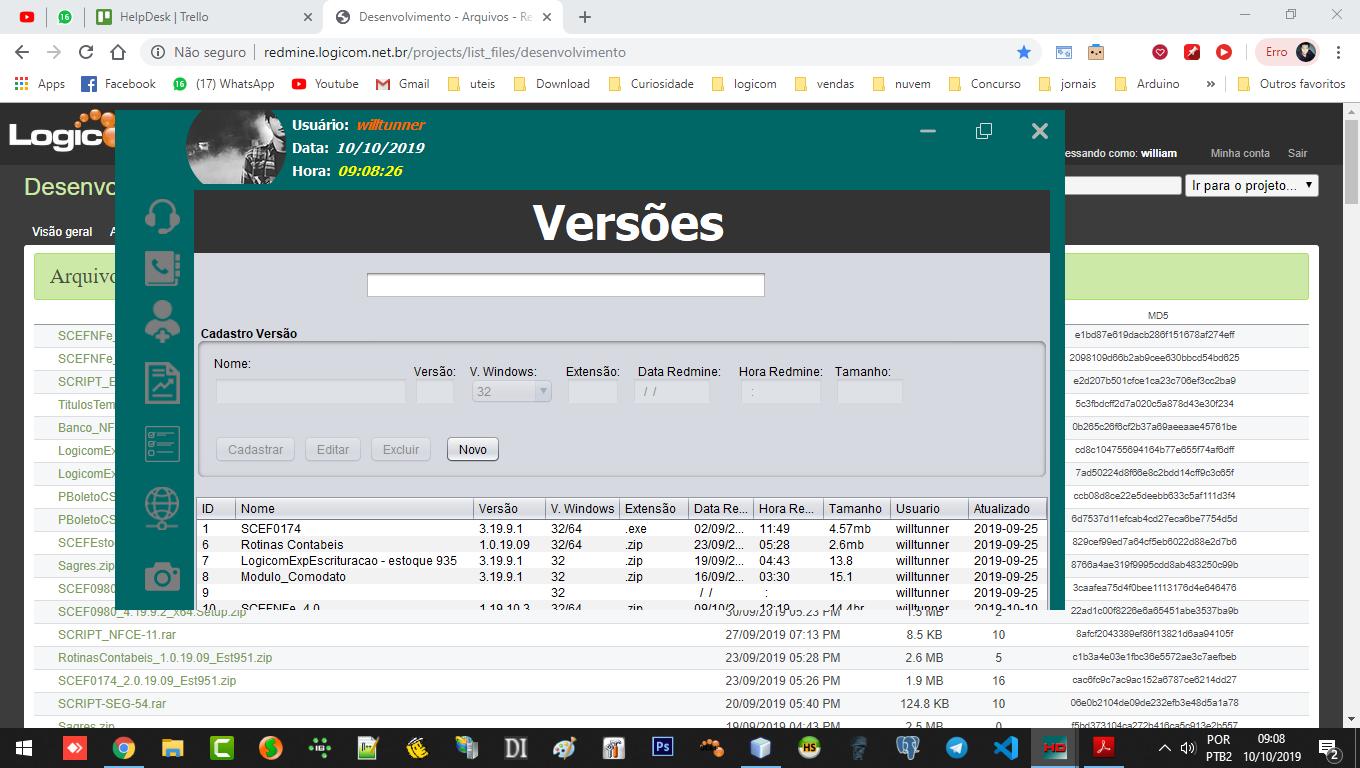 HelpDesk | Trello
Desenvolvimento - Arquivos - Re
Não seguro | redmine.logicom.net.br/projects/list_files/desenvolvimento
Erro
Apps Facebook (17) WhatsApp Youtube Gmail uteis Download Curiosidade logicom vendas nuvem Concurso jornais Arduino » Outros favoritos
Logic
Usuário: willtunner
Data: 10/10/2019
Hora: 09:08:26
essando como: william Minha conta Sair
Desenvo
Ir para o projeto...
Visão geral
Versões
Arquivo
Cadastro Versão
Nome: Versão: V. Windows: Extensão: Data Redmine: Hora Redmine: Tamanho:
32 / / :
Cadastrar Editar Excluir Novo
ID Nome Versão V. Windows Extensão Data Re... Hora Re... Tamanho Usuario Atualizado
1 SCEF0174 3.19.9.1 32/64 .exe 02/09/2... 11:49 4.57mb willtunner 2019-09-25
6 Rotinas Contabeis 1.0.19.09 32/64 .zip 23/09/2... 05:28 2.6mb willtunner 2019-09-25
7 LogicomExpEscrituracao - estoque 935 3.19.9.1 32 .zip 19/09/2... 04:43 13.8 willtunner 2019-09-25
8 Modulo_Comodato 3.19.9.1 32 .zip 16/09/2... 03:30 15.1 willtunner 2019-09-25
9 32 / / : willtunner 2019-09-25
10 SCEFNFe_4.0 1.19.10.3 32/64 .zip 09/10/2... 12:19 14.4br willtunner 2019-10-10
MD5
SCEFNFe_ e1bd87e619dacb286f151678af274eff
SCEFNFe_ 2098109d66b2ab9cee630bbcd54bd625
SCRIPT_E e2d207b501cfce1ca23c706ef3cc2ba9
TitulosTem 5c3fbdcff2d7a020c5a878d43e30f234
Banco_NF 0b265c26f6cf2b37a69aeeaae45761be
LogicomEx cd8c104755694164b77e655f74af6dff
LogicomEx 7ad50224d8f66e8c2bdd14cff9c3c65f
PBoletoCS ccb08d8ce22e5deebb633c5af111d3f4
PBoletoCS 6d7537d11efcab4cd27eca6be7754d5d
SCEFEsto 829cef99ed7a64cf5eb6022d88e2d7b6
Sagres.zip 8766a4ae319f9995cdd8ab483250c99b
SCEF0980 3caafea75d4f0bee1113176d4e646476
SCEF0980_4.19.9.2_x64.Setup.zip 30/09/2019 05:23 PM 1.5 MB 2 22ad1c00f8226e6a65451abe3537ba9b
SCRIPT_NFCE-11.rar 27/09/2019 07:13 PM 8.5 KB 10 8afcf2043389ef86f13821d6aa94105f
RotinasContabeis_1.0.19.09_Est951.zip 23/09/2019 05:28 PM 2.6 MB 5 c1b3a4e03e1fbc36e5572ae3c7aefbeb
SCEF0174_2.0.19.09_Est951.zip 23/09/2019 05:26 PM 1.9 MB 16 cac6fc9c7ac9ac152a6787ce6214dd27
SCRIPT-SEG-54.rar 20/09/2019 05:40 PM 124.8 KB 10 06e0b2104de09de232efb3e48d5a1a78
Sagres.zip 19/09/2019 04:43 PM 2.5 MB 0 f5bd373104ca272b416ca5c913e2b557
POR 09:08
PTB2 10/10/2019 2